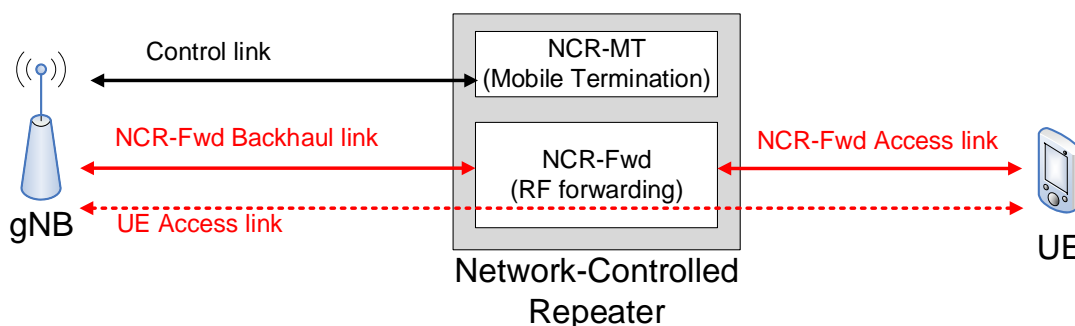 Control link
NCR-MT
(Mobile Termination)
NCR-Fwd Backhaul link
NCR-Fwd
(RF forwarding)
NCR-Fwd Access link
gNB
UE Access link
UE
Network-Controlled
Repeater